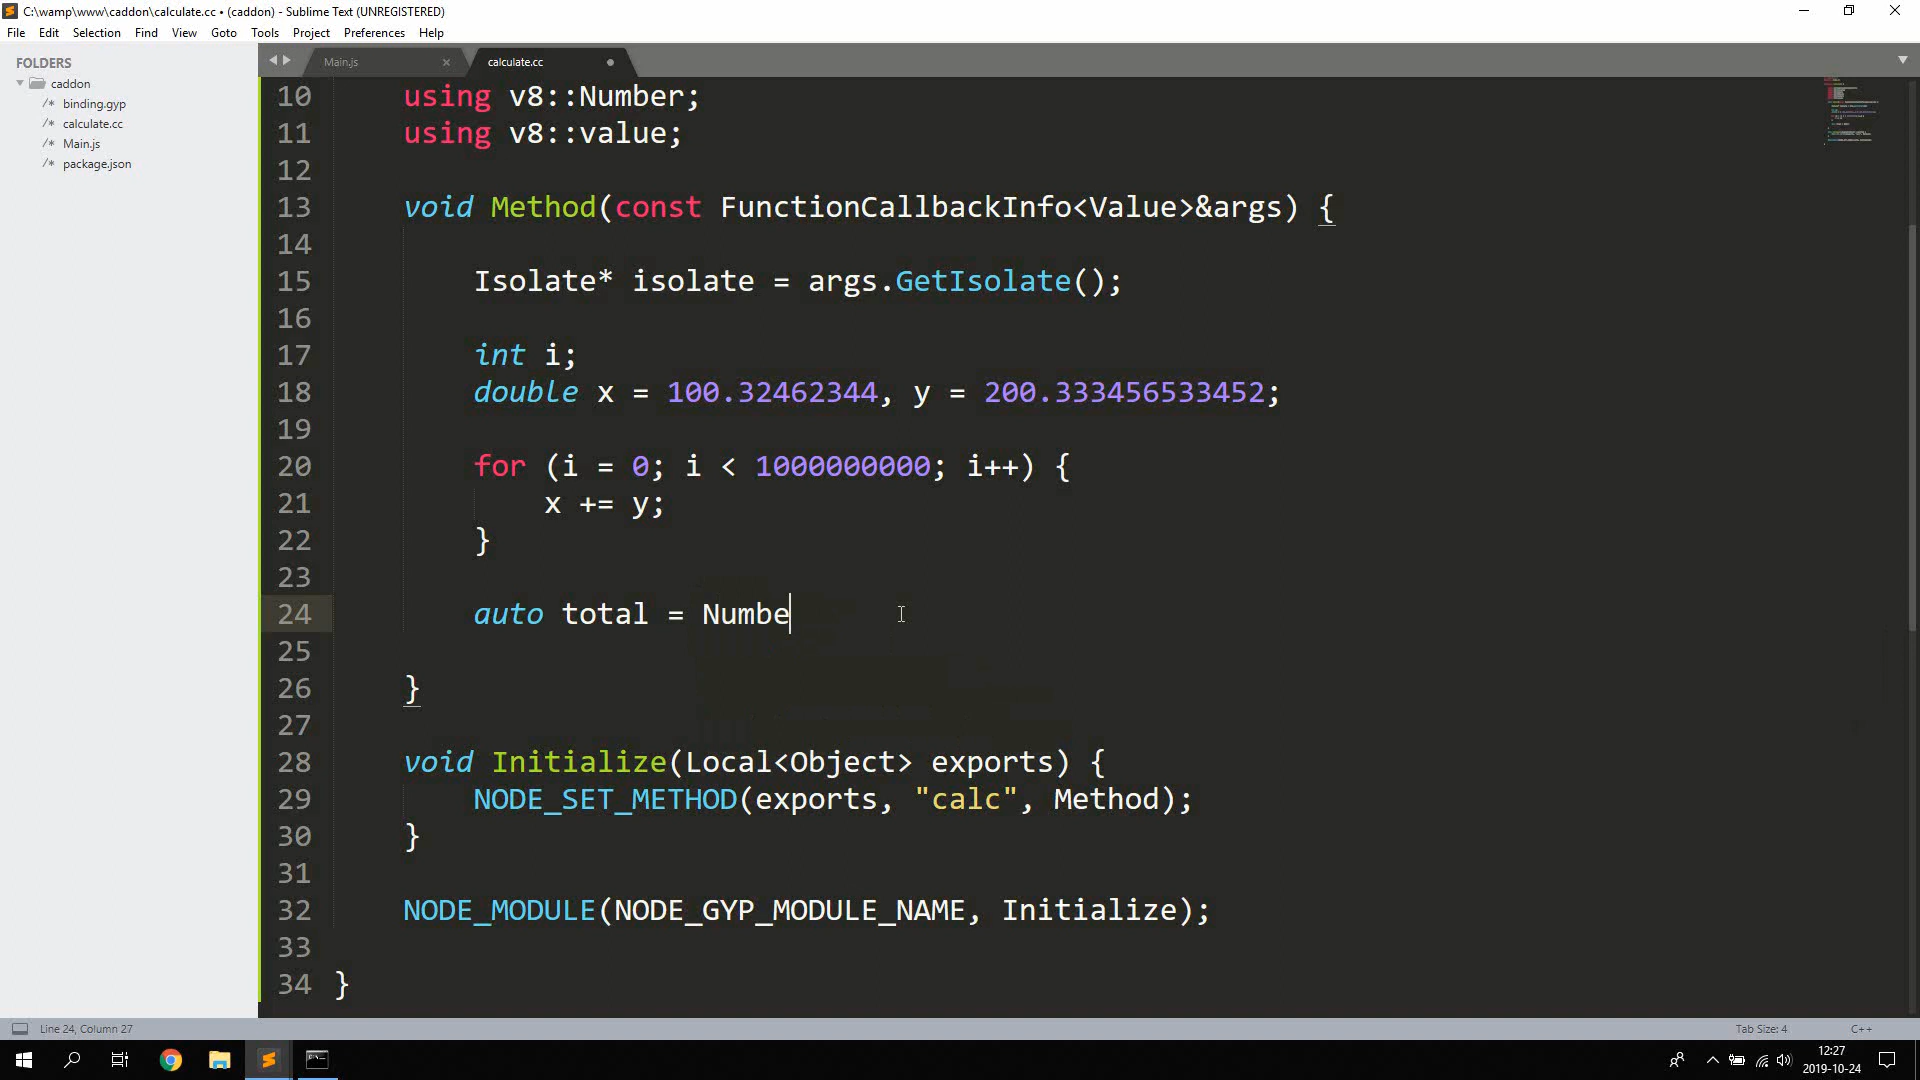 C:\wamp\www\caddon\calculate.cc • (caddon) - Sublime Text (UNREGISTERED)
File Edit Selection Find View Goto Tools Project Preferences Help
FOLDERS
caddon
/* binding.gyp
/* calculate.cc
/* Main.js
/* package.json
Main.js × calculate.cc
10 using v8::Number;
11 using v8::value;
12
13 void Method(const FunctionCallbackInfo<Value>&args) {
14
15 Isolate* isolate = args.GetIsolate();
16
17 int i;
18 double x = 100.32462344, y = 200.333456533452;
19
20 for (i = 0; i < 1000000000; i++) {
21 x += y;
22 }
23
24 auto total = Numbe
25
26 }
27
28 void Initialize(Local<Object> exports) {
29 NODE_SET_METHOD(exports, "calc", Method);
30 }
31
32 NODE_MODULE(NODE_GYP_MODULE_NAME, Initialize);
33
34 }
Line 24, Column 27 Tab Size: 4 C++
12:27
2019-10-24